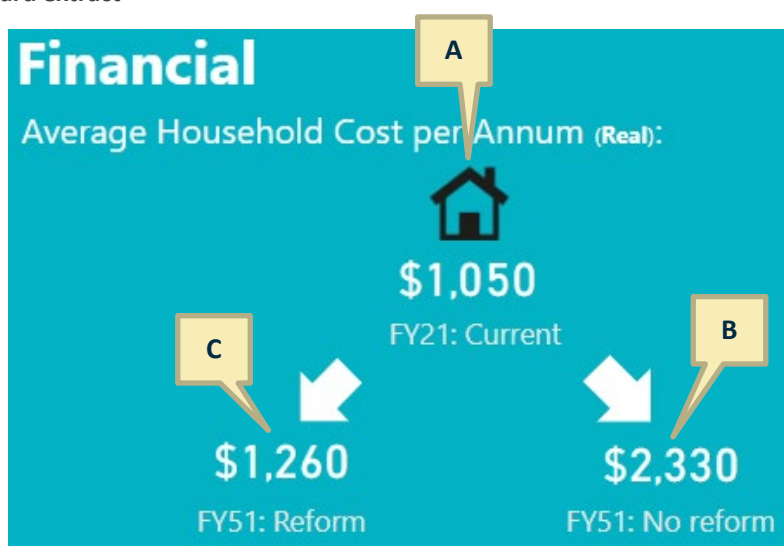 Financial
A
Average Household Cost per Annum (Real):
$1,050
FY21: Current
C
B
$1,260
$2,330
FY51: Reform
FY51: No reform